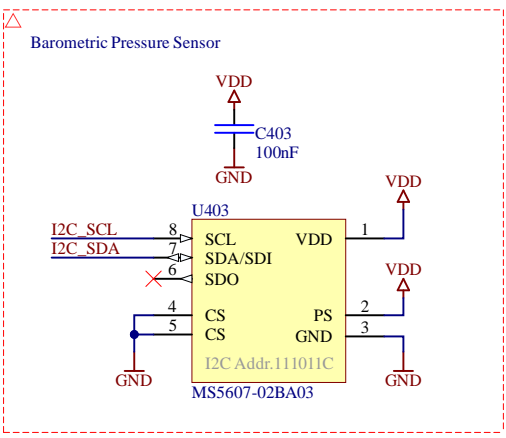 Barometric Pressure Sensor
VDD
C403
100nF
GND
U403
VDD
I2C_SCL 8 SCL VDD 1
I2C_SDA 7 SDA/SDI
6 SDO
VDD
4 CS PS 2
5 CS GND 3
I2C Addr.111011C
GND GND
MS5607-02BA03